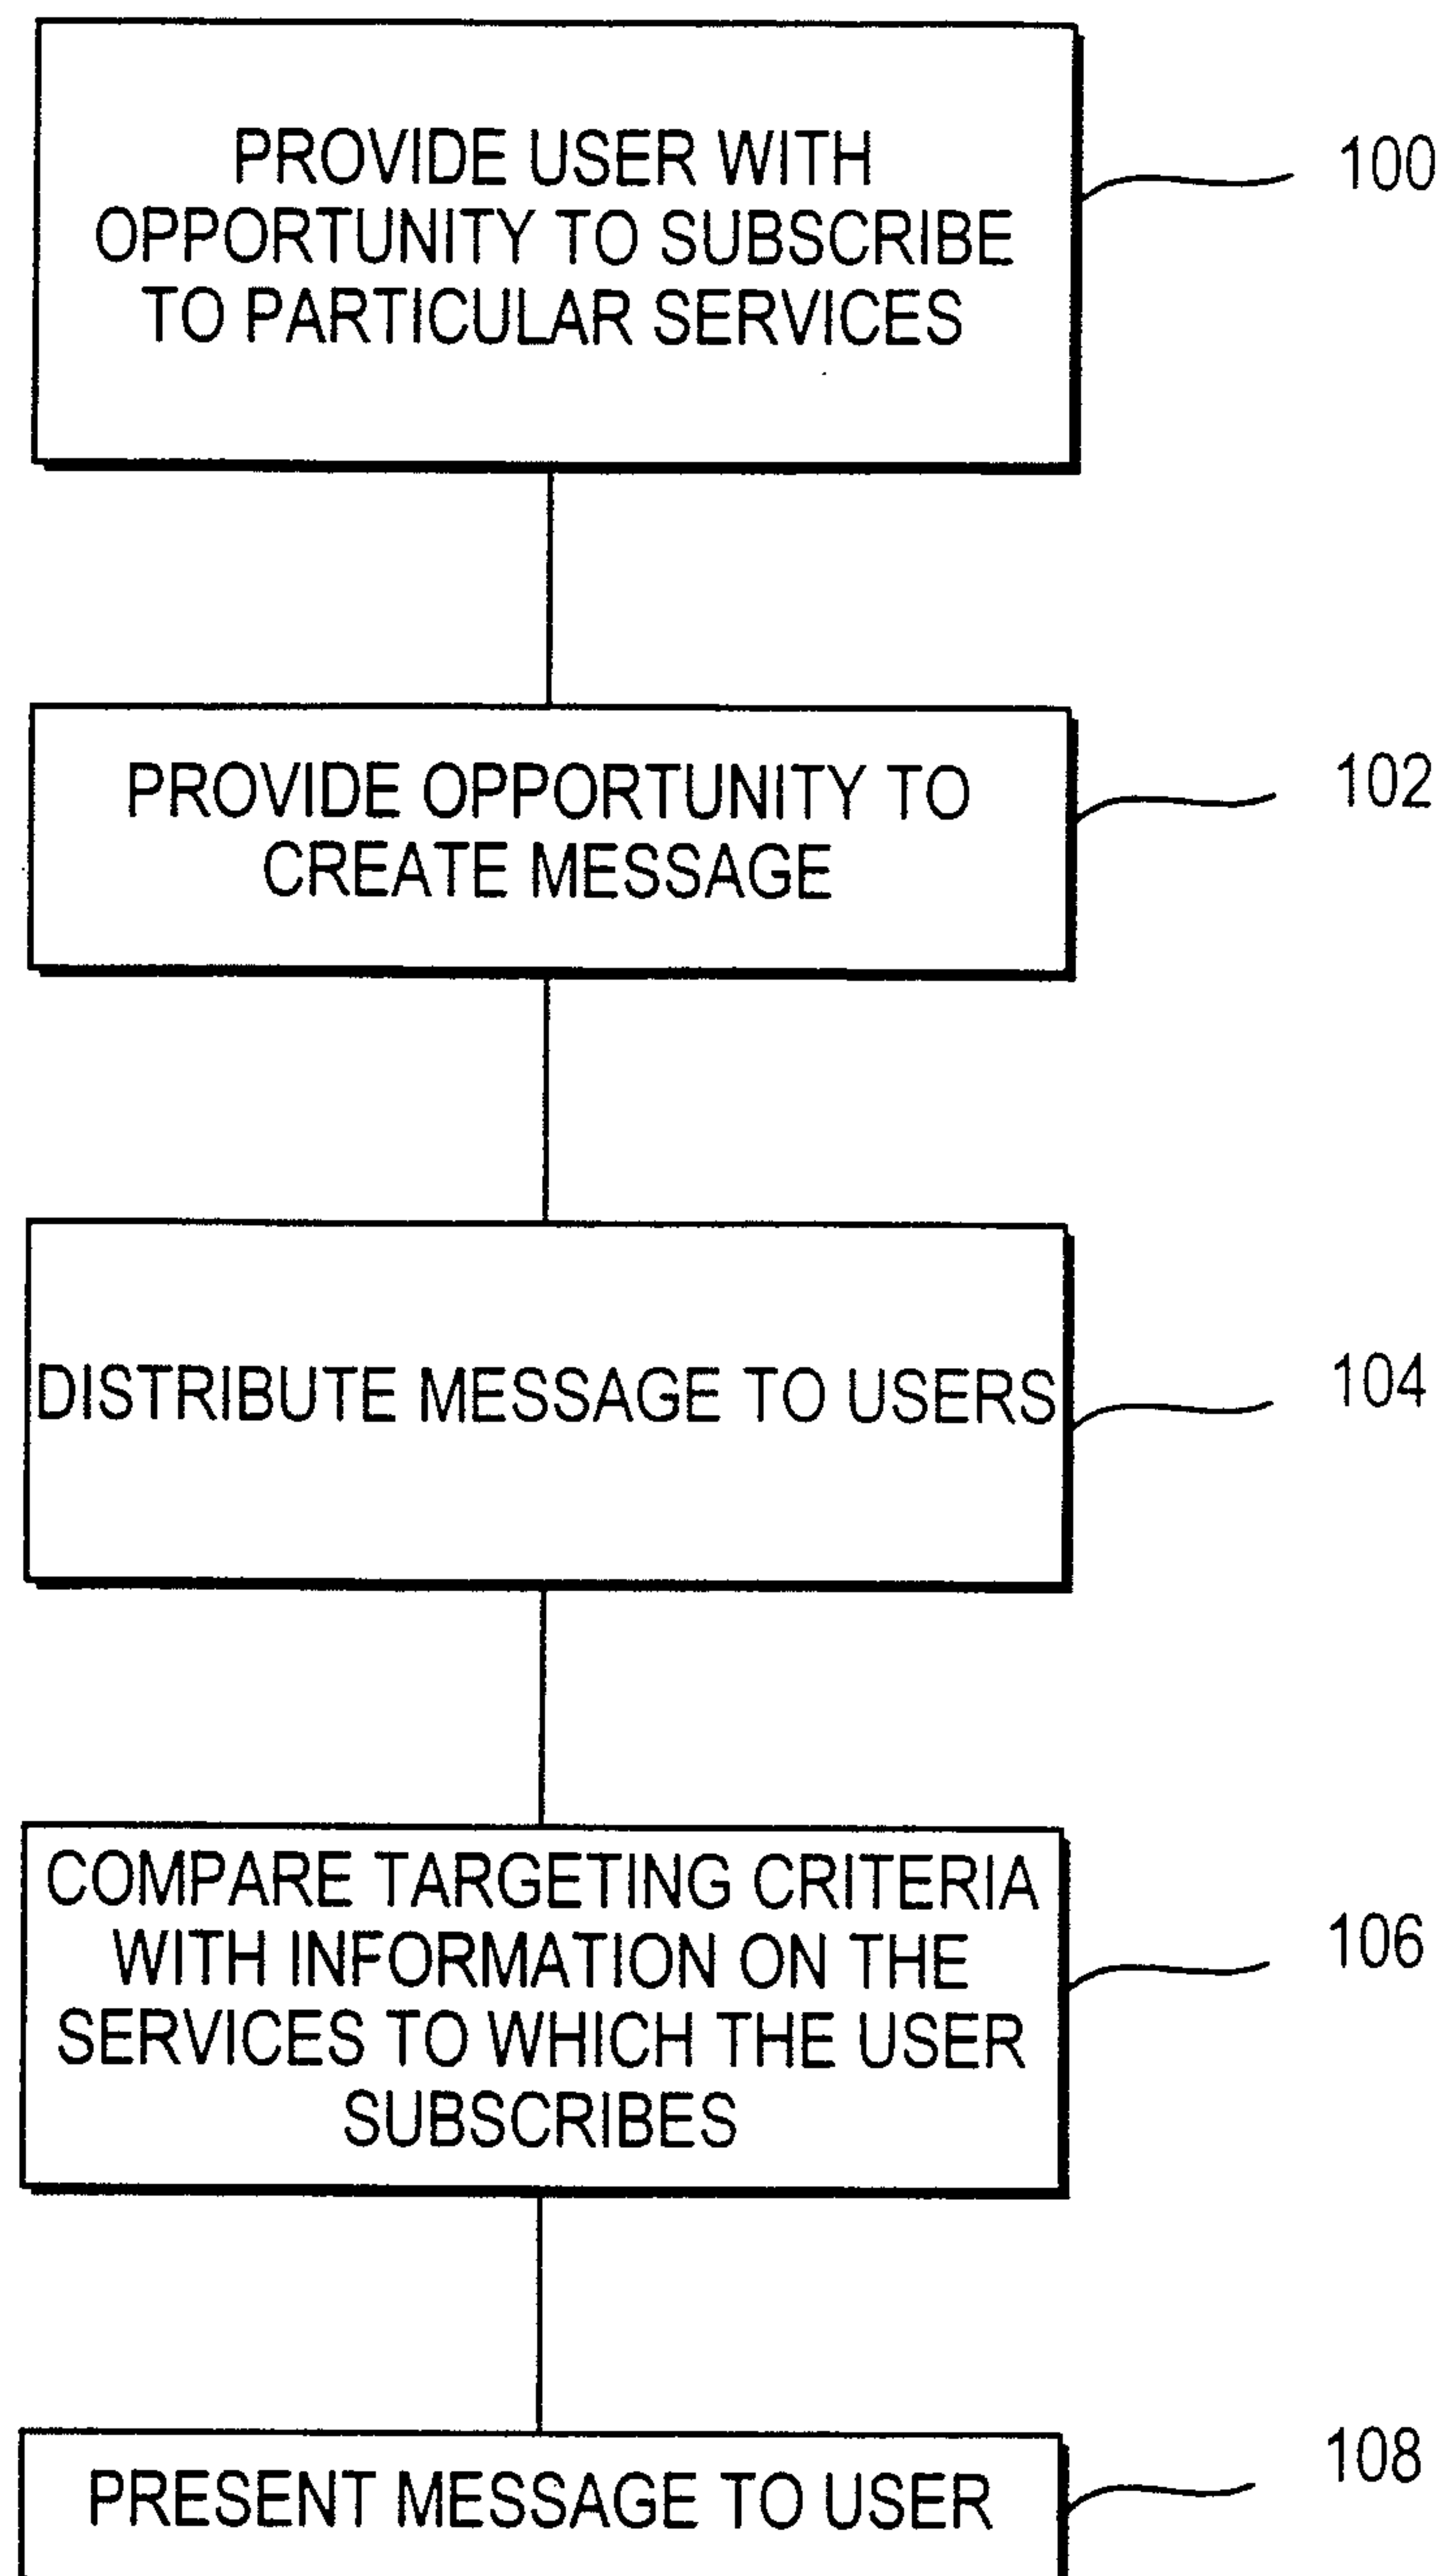 PROVIDE USER WITH
OPPORTUNITY TO SUBSCRIBE
TO PARTICULAR SERVICES
100
PROVIDE OPPORTUNITY TO
CREATE MESSAGE
102
DISTRIBUTE MESSAGE TO USERS
104
COMPARE TARGETING CRITERIA
WITH INFORMATION ON THE
SERVICES TO WHICH THE USER
SUBSCRIBES
106
PRESENT MESSAGE TO USER
108